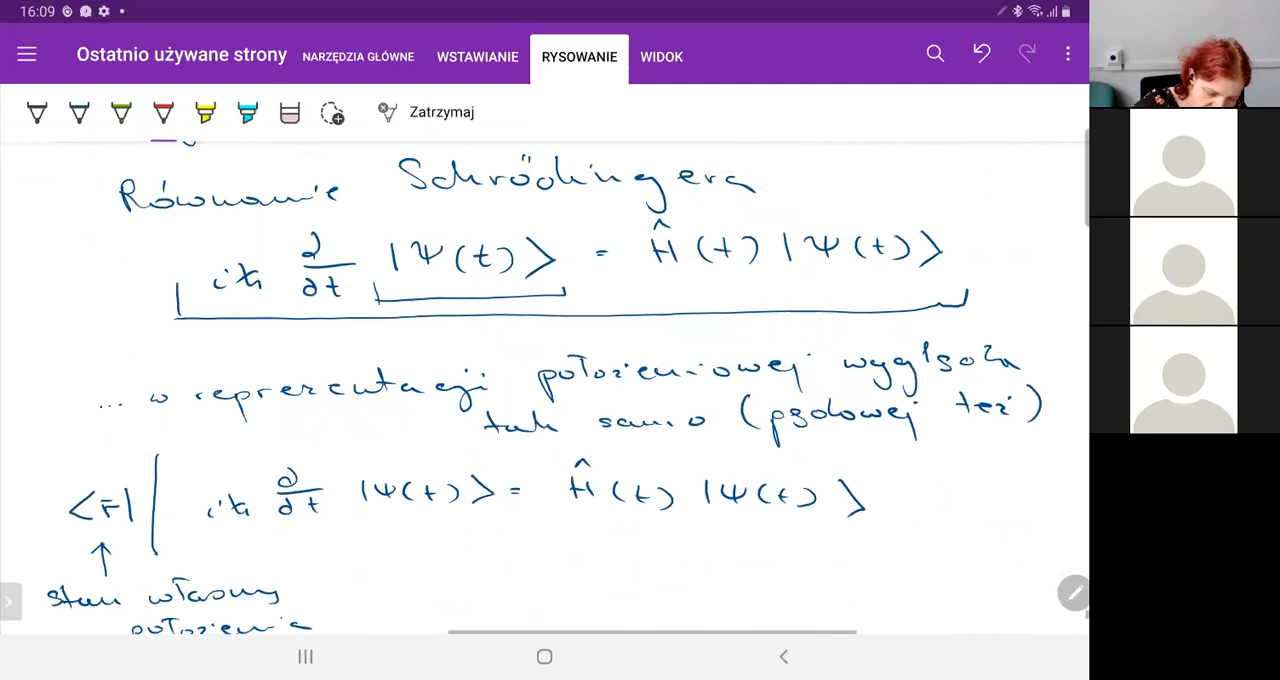 16:09
Ostatnio używane strony NARZĘDZIA GŁÓWNE WSTAWIANIE RYSOWANIE WIDOK
Zatrzymaj
Równanie Schrödingera
iħ ∂/∂t |Ψ(t)⟩ = Ĥ(t) |Ψ(t)⟩
... w reprezentacji położeniowej wygląda
tak samo (pędowej też)
⟨r̄| | iħ ∂/∂t |Ψ(t)⟩ = Ĥ(t) |Ψ(t)⟩
↑
stan własny
położenia